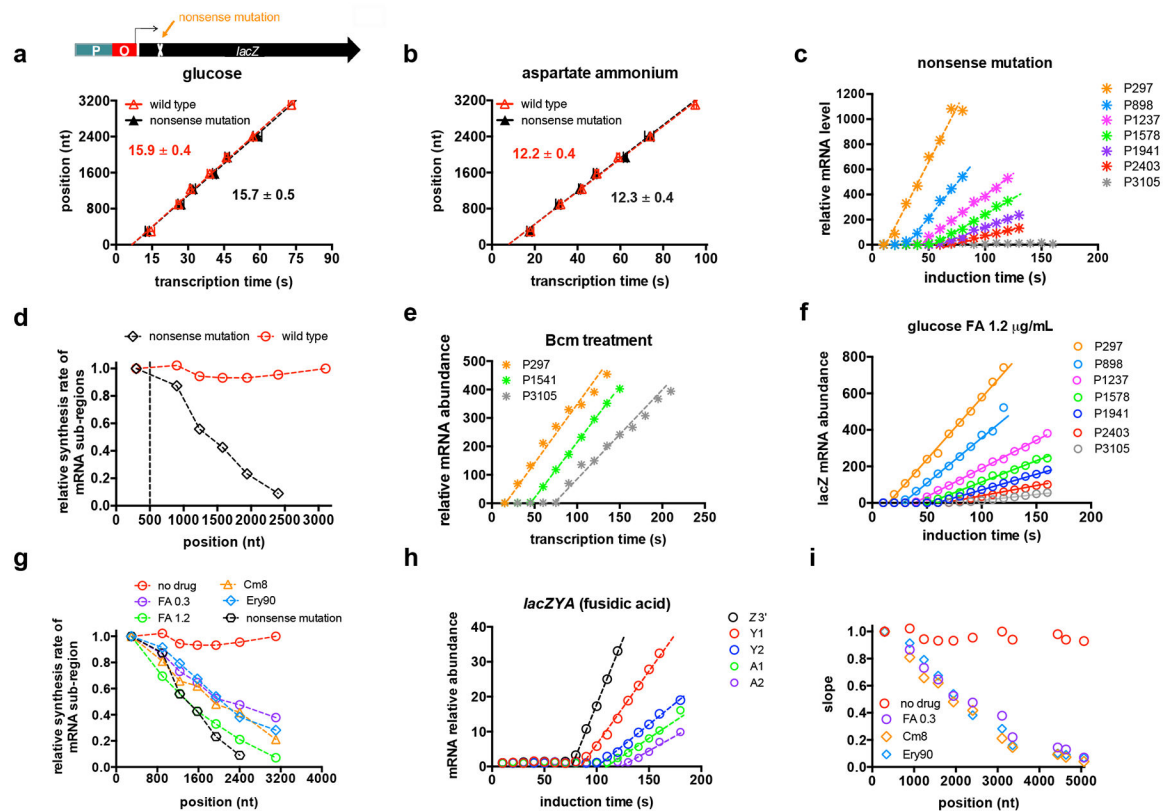 nonsense mutation
P O lacZ
a
glucose
3200
2400
1600
800
0
position (nt)
wild type
nonsense mutation
15.9 ± 0.4
15.7 ± 0.5
0 15 30 45 60 75 90
transcription time (s)
b
aspartate ammonium
3200
2400
1600
800
0
position (nt)
wild type
nonsense mutation
12.2 ± 0.4
12.3 ± 0.4
0 20 40 60 80 100
transcription time (s)
c
nonsense mutation
1200
1000
800
600
400
200
0
relative mRNA level
0 50 100 150 200
induction time (s)
P297
P898
P1237
P1578
P1941
P2403
P3105
d
nonsense mutation wild type
1.0
0.8
0.6
0.4
0.2
0.0
relative synthesis rate of
mRNA sub-regions
0 500 1000 1500 2000 2500 3000
position (nt)
e
Bcm treatment
500
400
300
200
100
0
relative mRNA abundance
P297
P1541
P3105
0 50 100 150 200 250
transcription time (s)
f
glucose FA 1.2 μg/mL
800
600
400
200
0
lacZ mRNA abundance
0 50 100 150 200
induction time (s)
P297
P898
P1237
P1578
P1941
P2403
P3105
g
no drug Cm8
FA 0.3 Ery90
FA 1.2 nonsense mutation
1.0
0.8
0.6
0.4
0.2
0.0
relative synthesis rate of
mRNA sub-region
0 800 1600 2400 3200 4000
position (nt)
h
lacZYA (fusidic acid)
40
30
20
10
0
mRNA relative abundance
0 50 100 150 200
induction time (s)
Z3'
Y1
Y2
A1
A2
i
1.0
0.8
0.6
0.4
0.2
0.0
slope
no drug
FA 0.3
Cm8
Ery90
0 1000 2000 3000 4000 5000
position (nt)